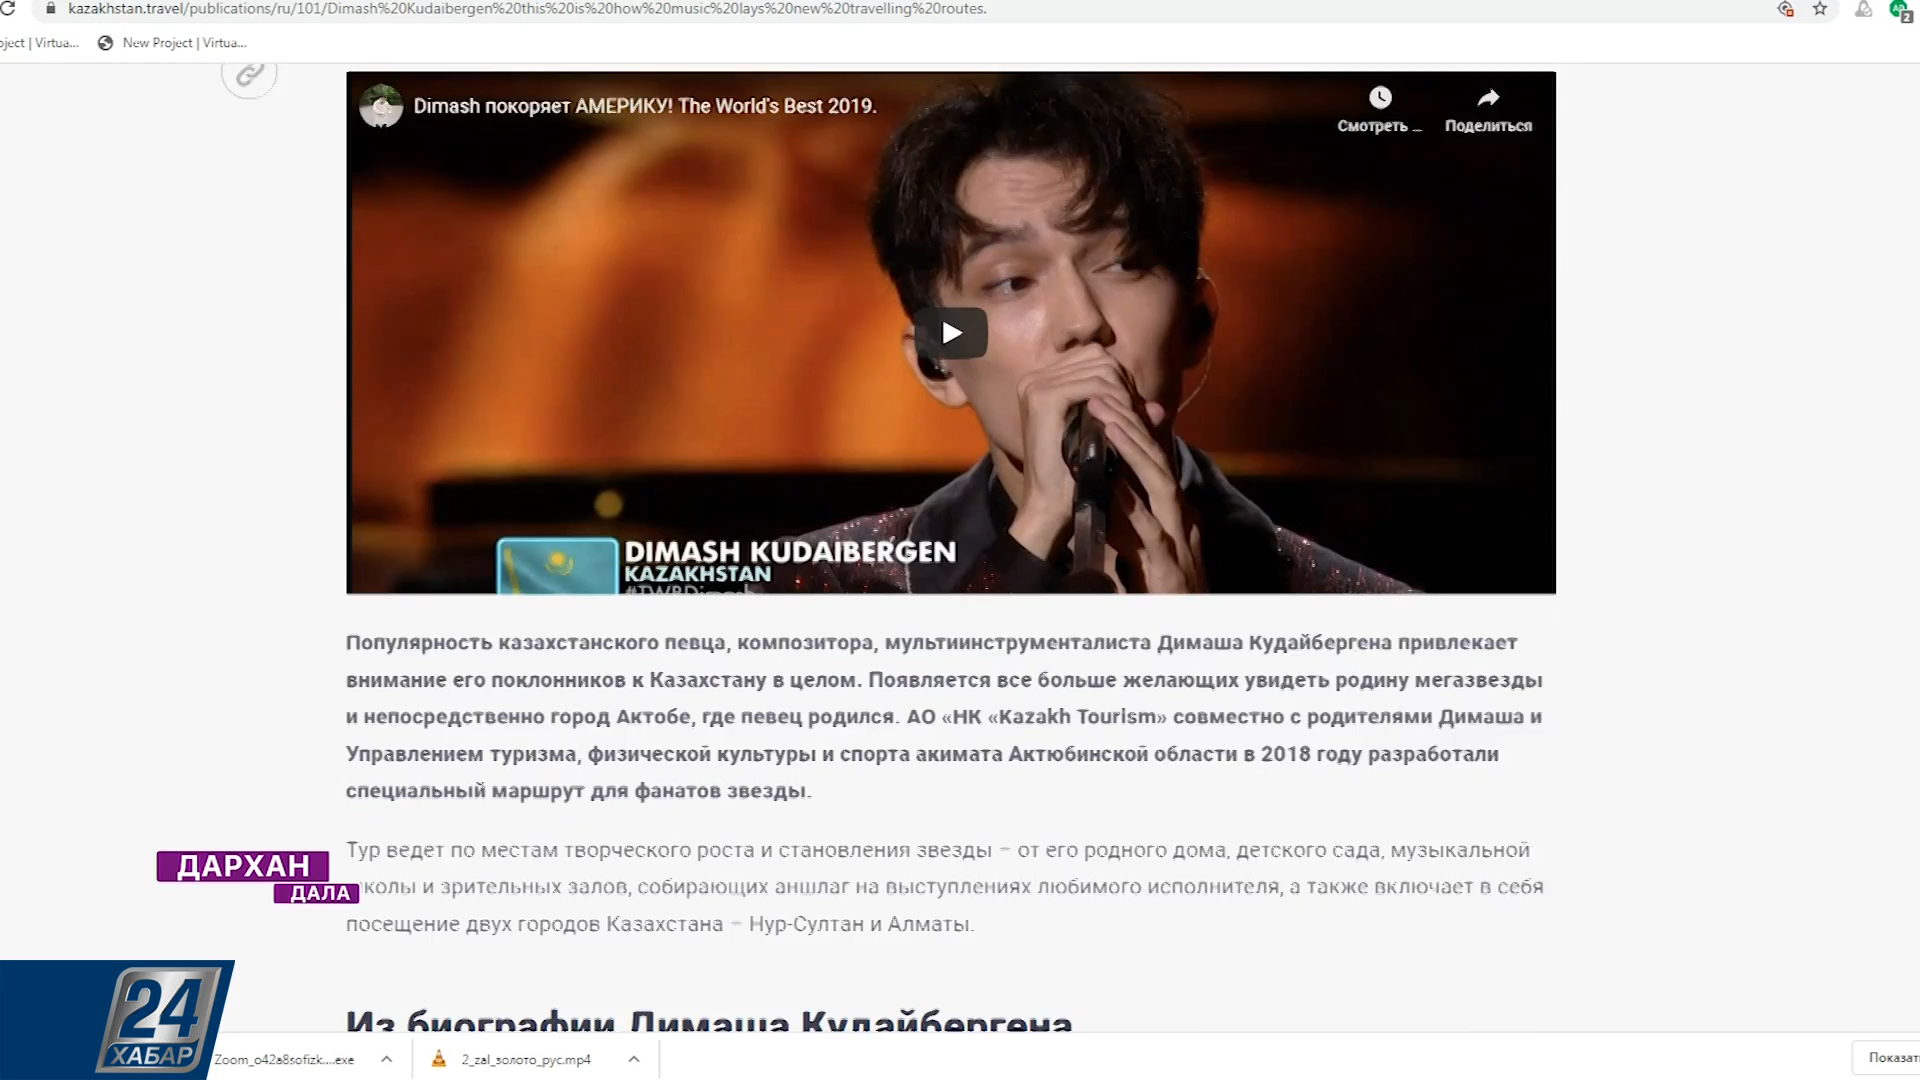 kazakhstan.travel/publications/ru/101/Dimash%20Kudaibergen%20this%20is%20how%20music%20lays%20new%20travelling%20routes.
oject | Virtua... New Project | Virtua...
Dimash покоряет АМЕРИКУ! The World's Best 2019.
Смотреть ...
Поделиться
DIMASH KUDAIBERGEN
KAZAKHSTAN
Популярность казахстанского певца, композитора, мультиинструменталиста Димаша Кудайбергена привлекает
внимание его поклонников к Казахстану в целом. Появляется все больше желающих увидеть родину мегазвезды
и непосредственно город Актобе, где певец родился. АО «НК «Kazakh Tourism» совместно с родителями Димаша и
Управлением туризма, физической культуры и спорта акимата Актюбинской области в 2018 году разработали
специальный маршрут для фанатов звезды.
Тур ведет по местам творческого роста и становления звезды – от его родного дома, детского сада, музыкальной
колы и зрительных залов, собирающих аншлаг на выступлениях любимого исполнителя, а также включает в себя
посещение двух городов Казахстана – Нур-Султан и Алматы.
ДАРХАН
ДАЛА
Из биографии Димаша Кудайбергена
24
ХАБАР
Zoom_o42a8sofizk....exe
2_zal_золото_рус.mp4
Показат